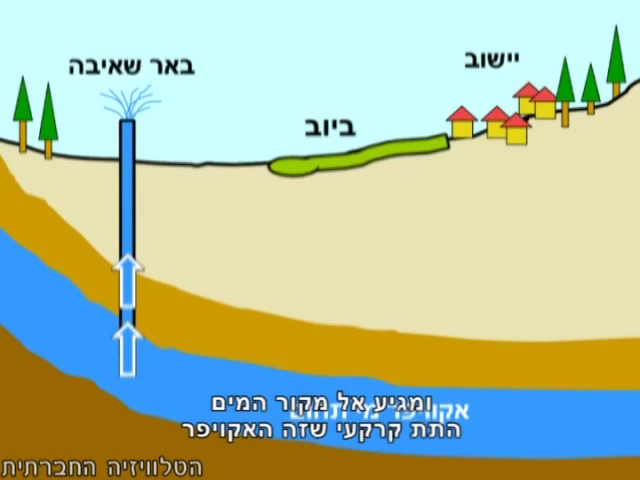 יישוב
באר שאיבה
ביוב
ומגיע אל מקור המים
התת קרקעי שזה האקויפר
הטלוויזיה החברתית